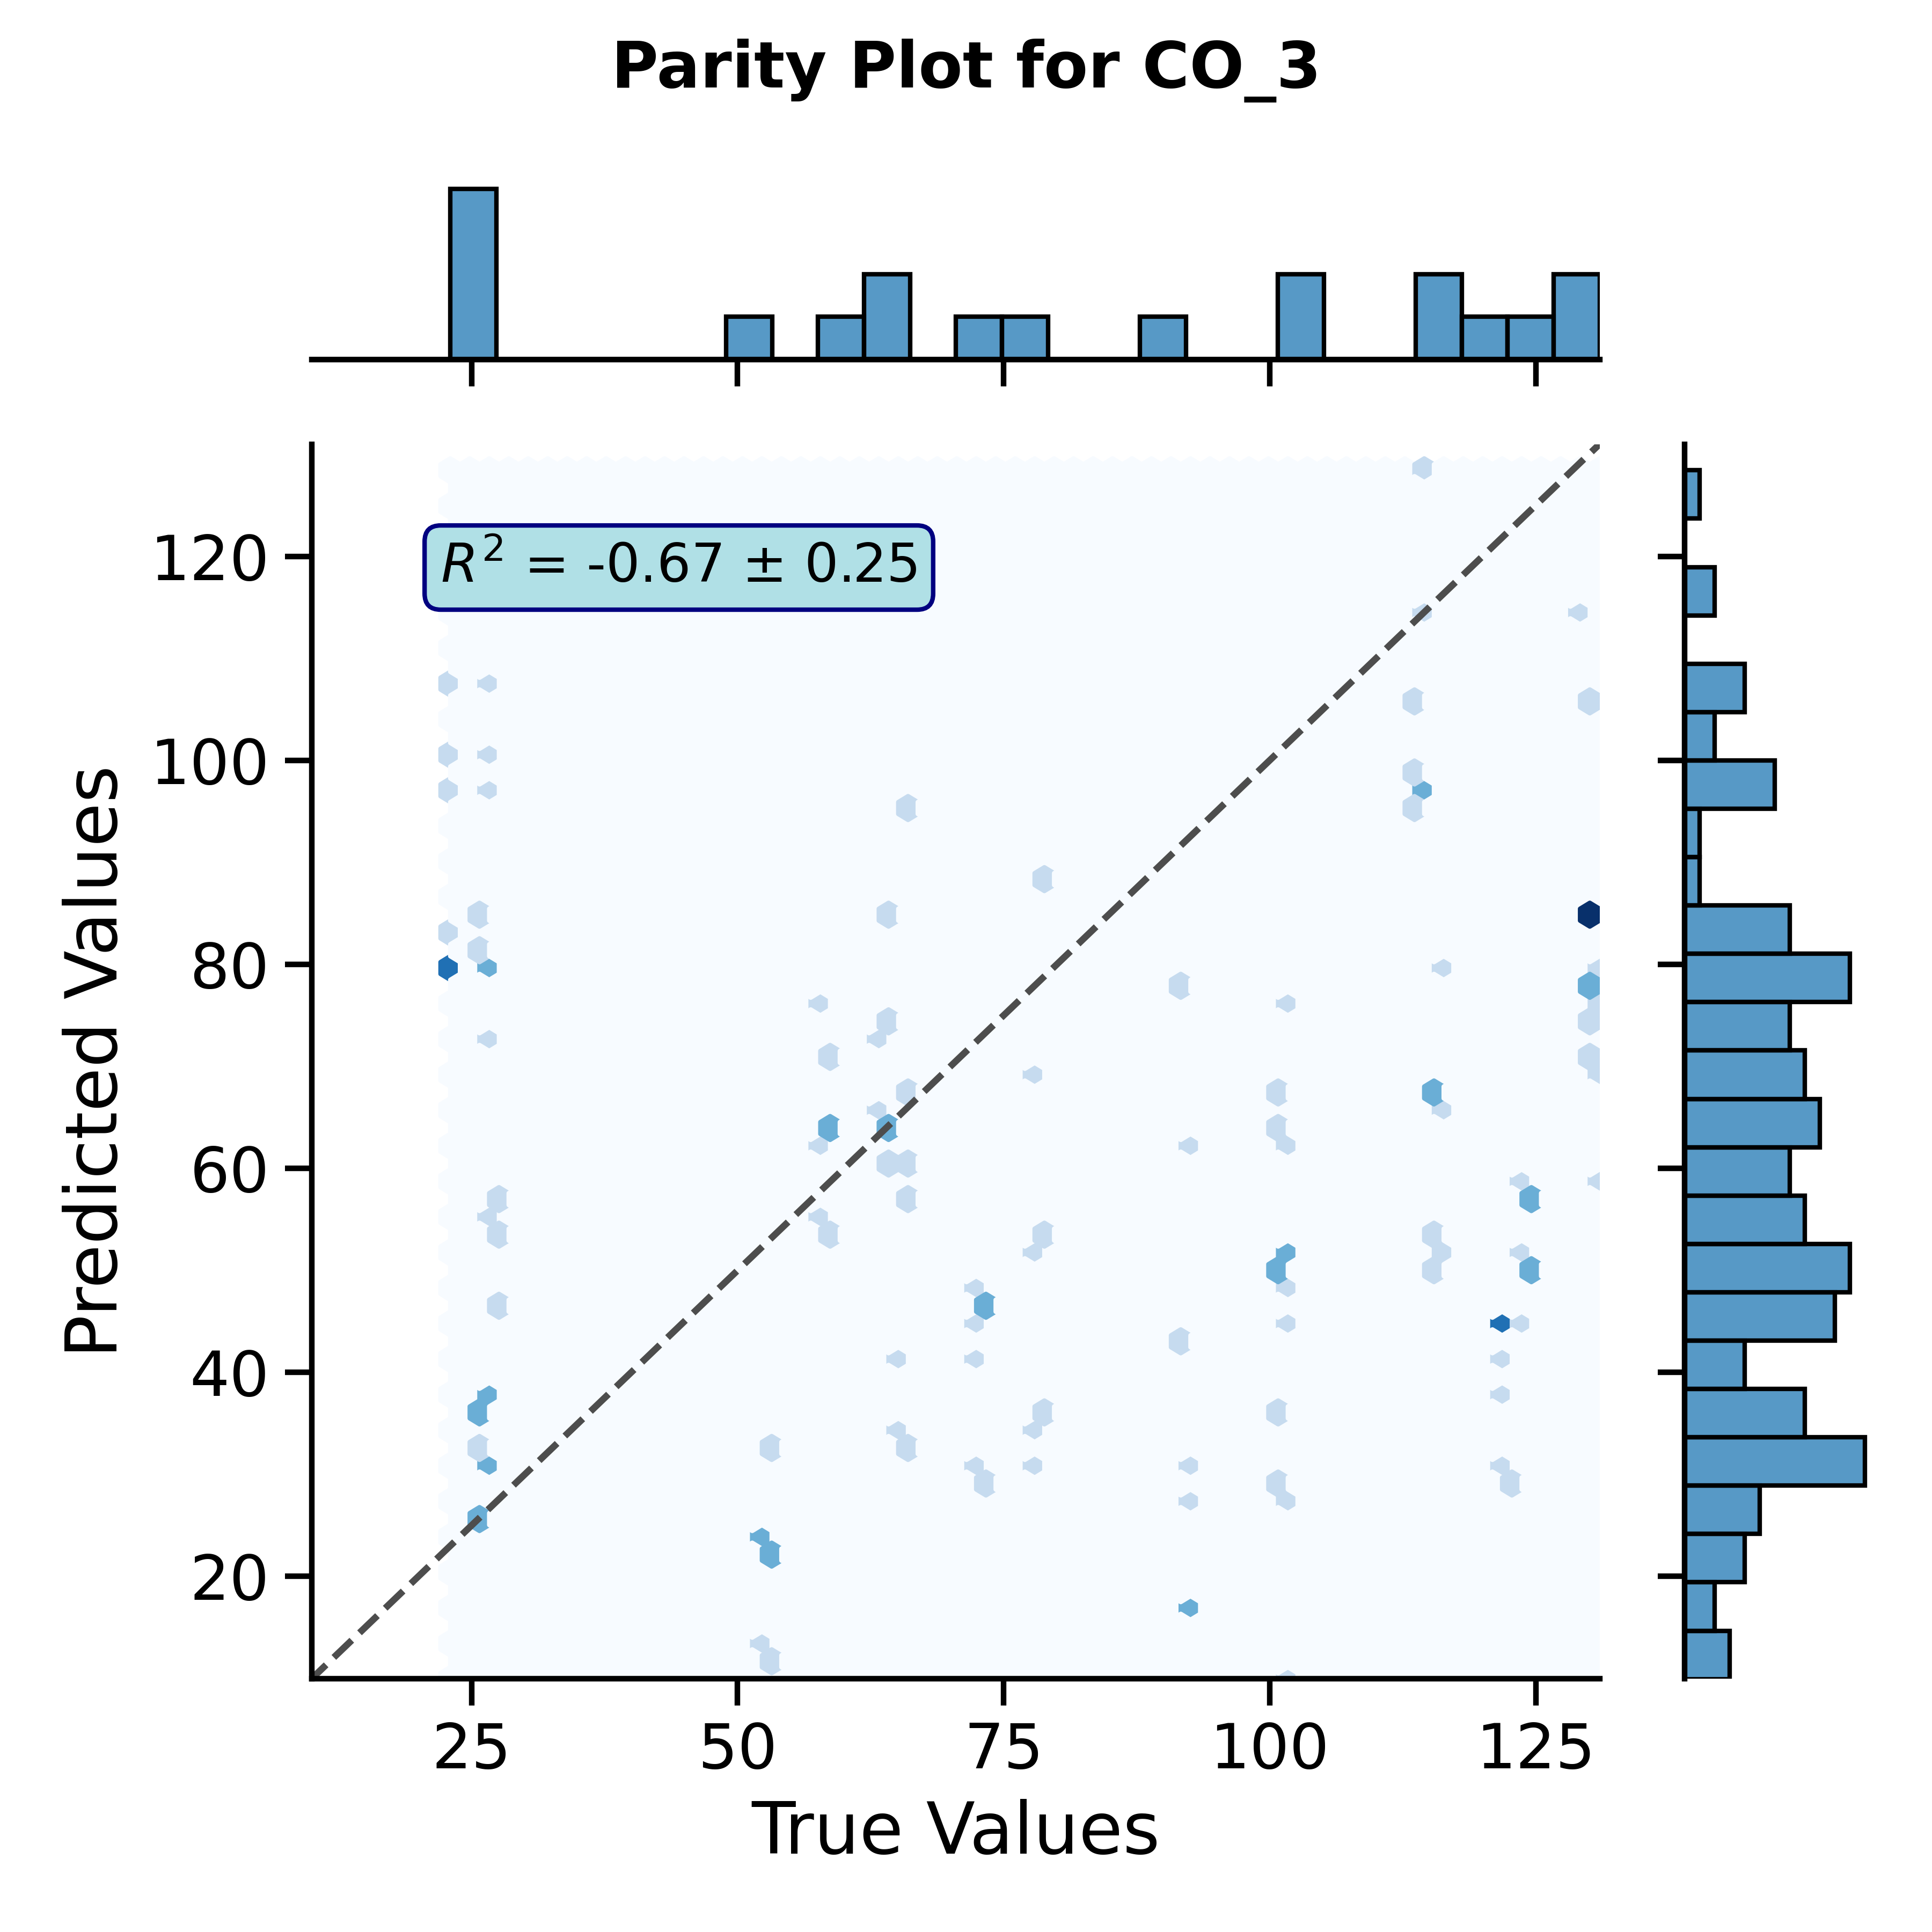 Parity Plot for CO_3
R² = -0.67 ± 0.25
120
100
80
60
40
20
Predicted Values
25 50 75 100 125
True Values